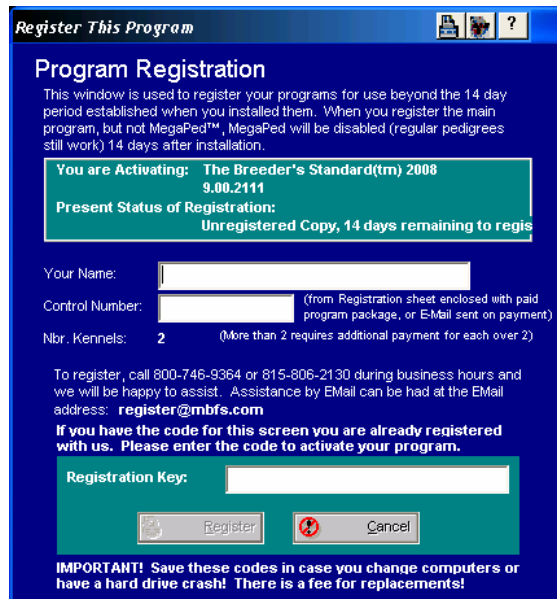 Register This Program
?
Program Registration
This window is used to register your programs for use beyond the 14 day
period established when you installed them. When you register the main
program, but not MegaPed™, MegaPed will be disabled (regular pedigrees
still work) 14 days after installation.
You are Activating: The Breeder's Standard(tm) 2008
9.00.2111
Present Status of Registration:
Unregistered Copy, 14 days remaining to regis
Your Name:
Control Number: (from Registration sheet enclosed with paid
program package, or E-Mail sent on payment)
Nbr. Kennels: 2 (More than 2 requires additional payment for each over 2)
To register, call 800-746-9364 or 815-806-2130 during business hours and
we will be happy to assist. Assistance by EMail can be had at the EMail
address: register@mbfs.com
If you have the code for this screen you are already registered
with us. Please enter the code to activate your program.
Registration Key:
Register Cancel
IMPORTANT! Save these codes in case you change computers or
have a hard drive crash! There is a fee for replacements!